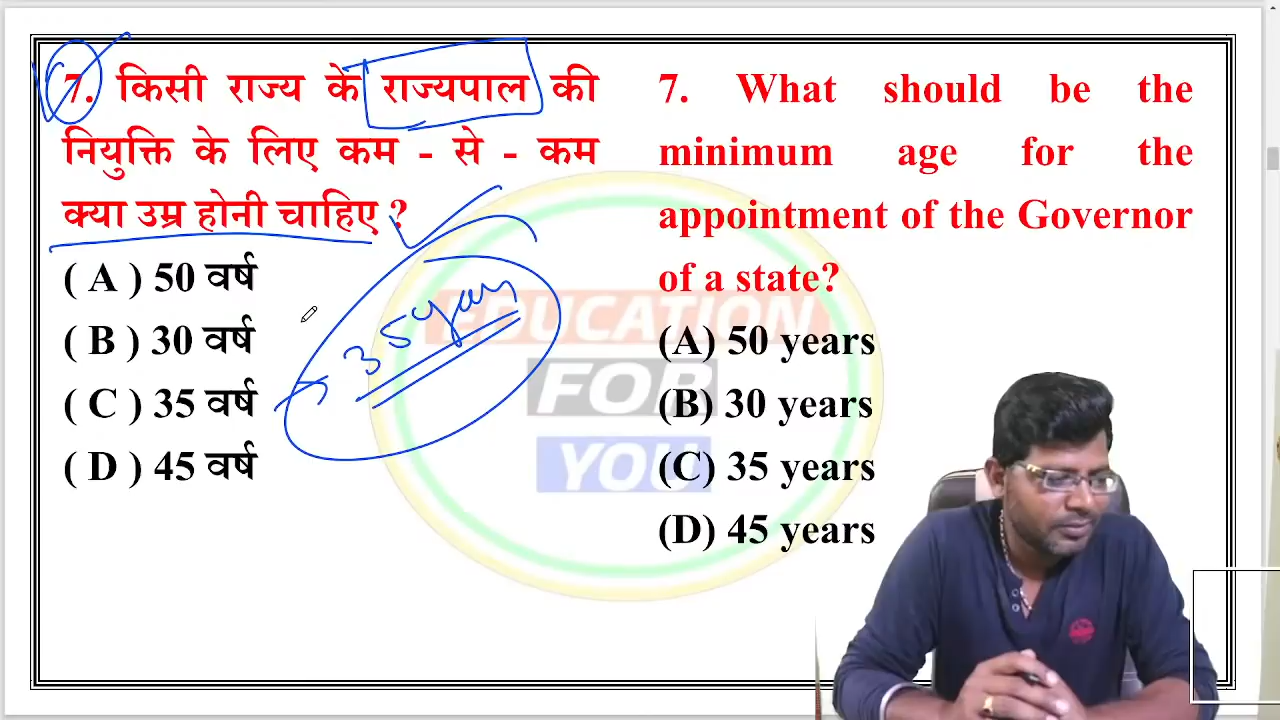 7. किसी राज्य के राज्यपाल की
नियुक्ति के लिए कम - से - कम
क्या उम्र होनी चाहिए ?
( A ) 50 वर्ष
( B ) 30 वर्ष
( C ) 35 वर्ष
( D ) 45 वर्ष
35 year
7. What should be the
minimum age for the
appointment of the Governor
of a state?
(A) 50 years
(B) 30 years
(C) 35 years
(D) 45 years
EDUCATION
FOR
YOU